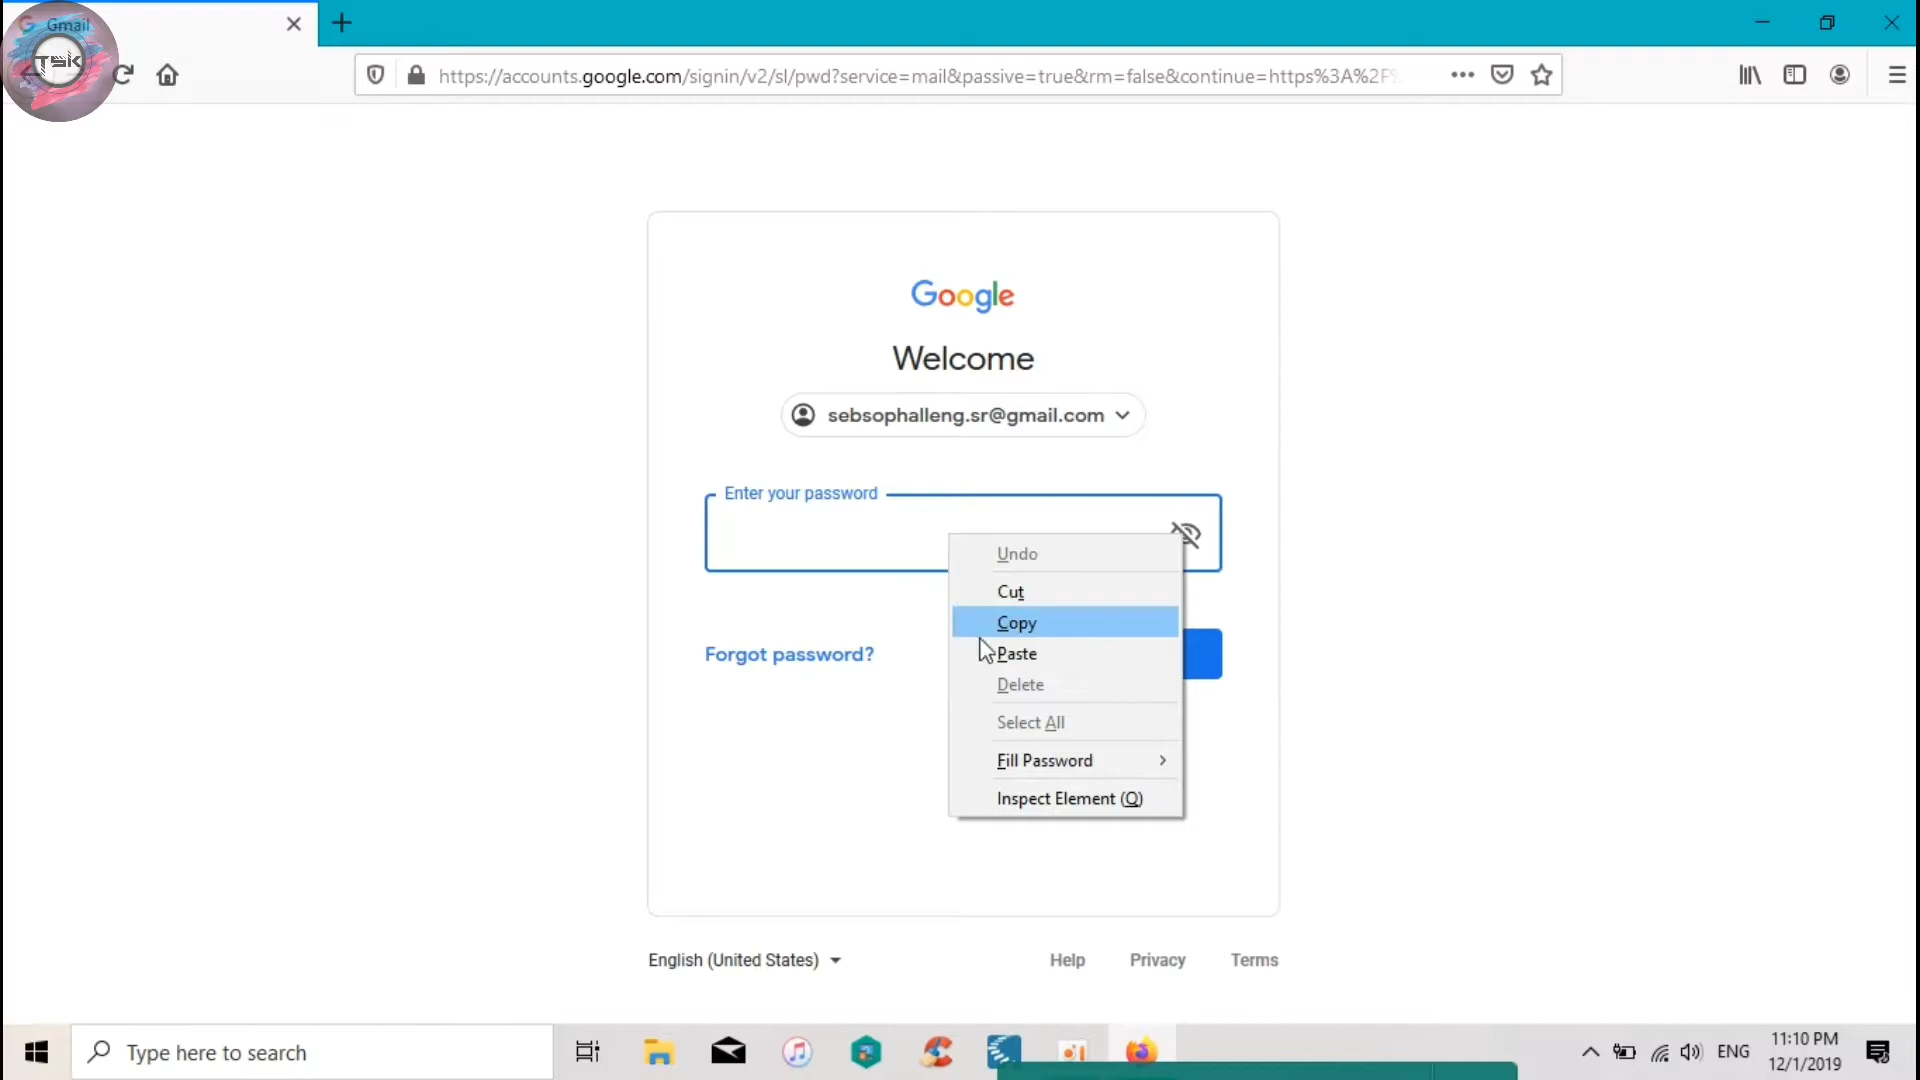 Gmail
TSK
https://accounts.google.com/signin/v2/sl/pwd?service=mail&passive=true&rm=false&continue=https%3A%2F%
Google
Welcome
sebsophalleng.sr@gmail.com
Enter your password
Undo
Cut
Copy
Forgot password?
Paste
Delete
Select All
Fill Password
Inspect Element (Q)
English (United States)
Help Privacy Terms
Type here to search
ENG
11:10 PM
12/1/2019